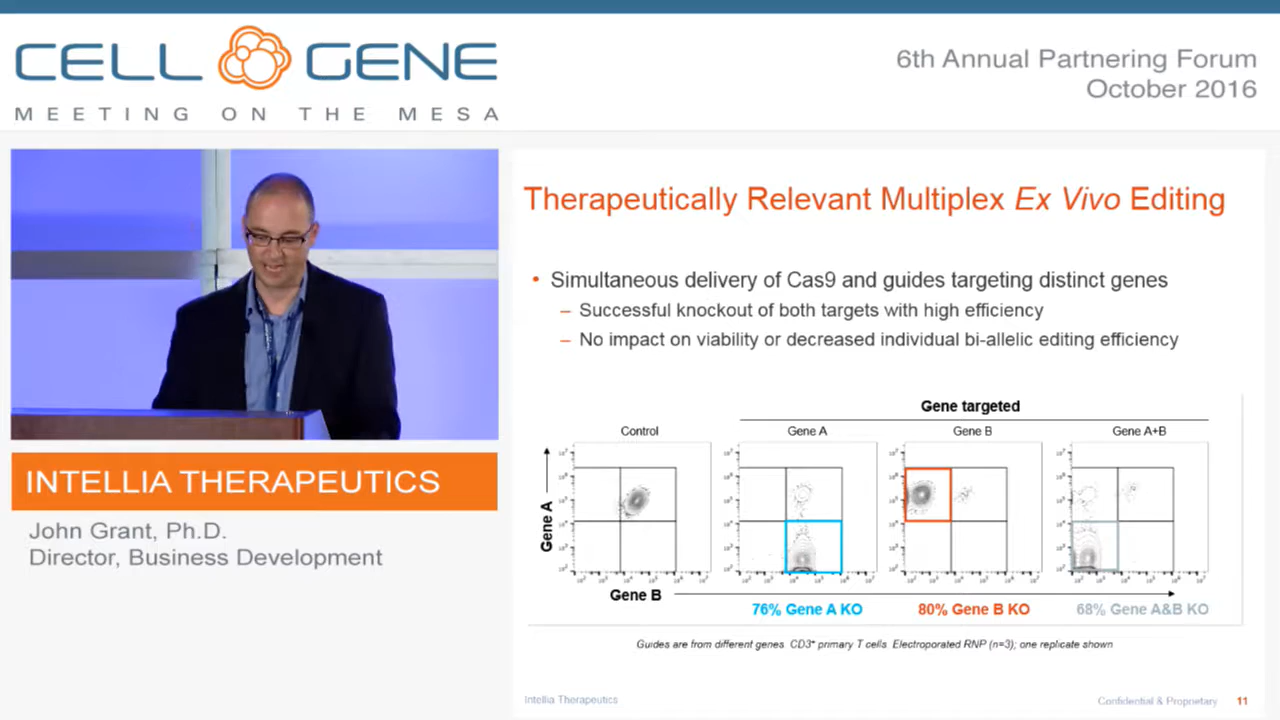 CELL GENE
MEETING ON THE MESA
6th Annual Partnering Forum
October 2016
INTELLIA THERAPEUTICS
John Grant, Ph.D.
Director, Business Development
Therapeutically Relevant Multiplex Ex Vivo Editing
• Simultaneous delivery of Cas9 and guides targeting distinct genes
– Successful knockout of both targets with high efficiency
– No impact on viability or decreased individual bi-allelic editing efficiency
Gene targeted
Control Gene A Gene B Gene A+B
Gene A
Gene B
76% Gene A KO 80% Gene B KO 68% Gene A&B KO
Guides are from different genes. CD3⁺ primary T cells. Electroporated RNP (n=3); one replicate shown
Intellia Therapeutics
Confidential & Proprietary 11